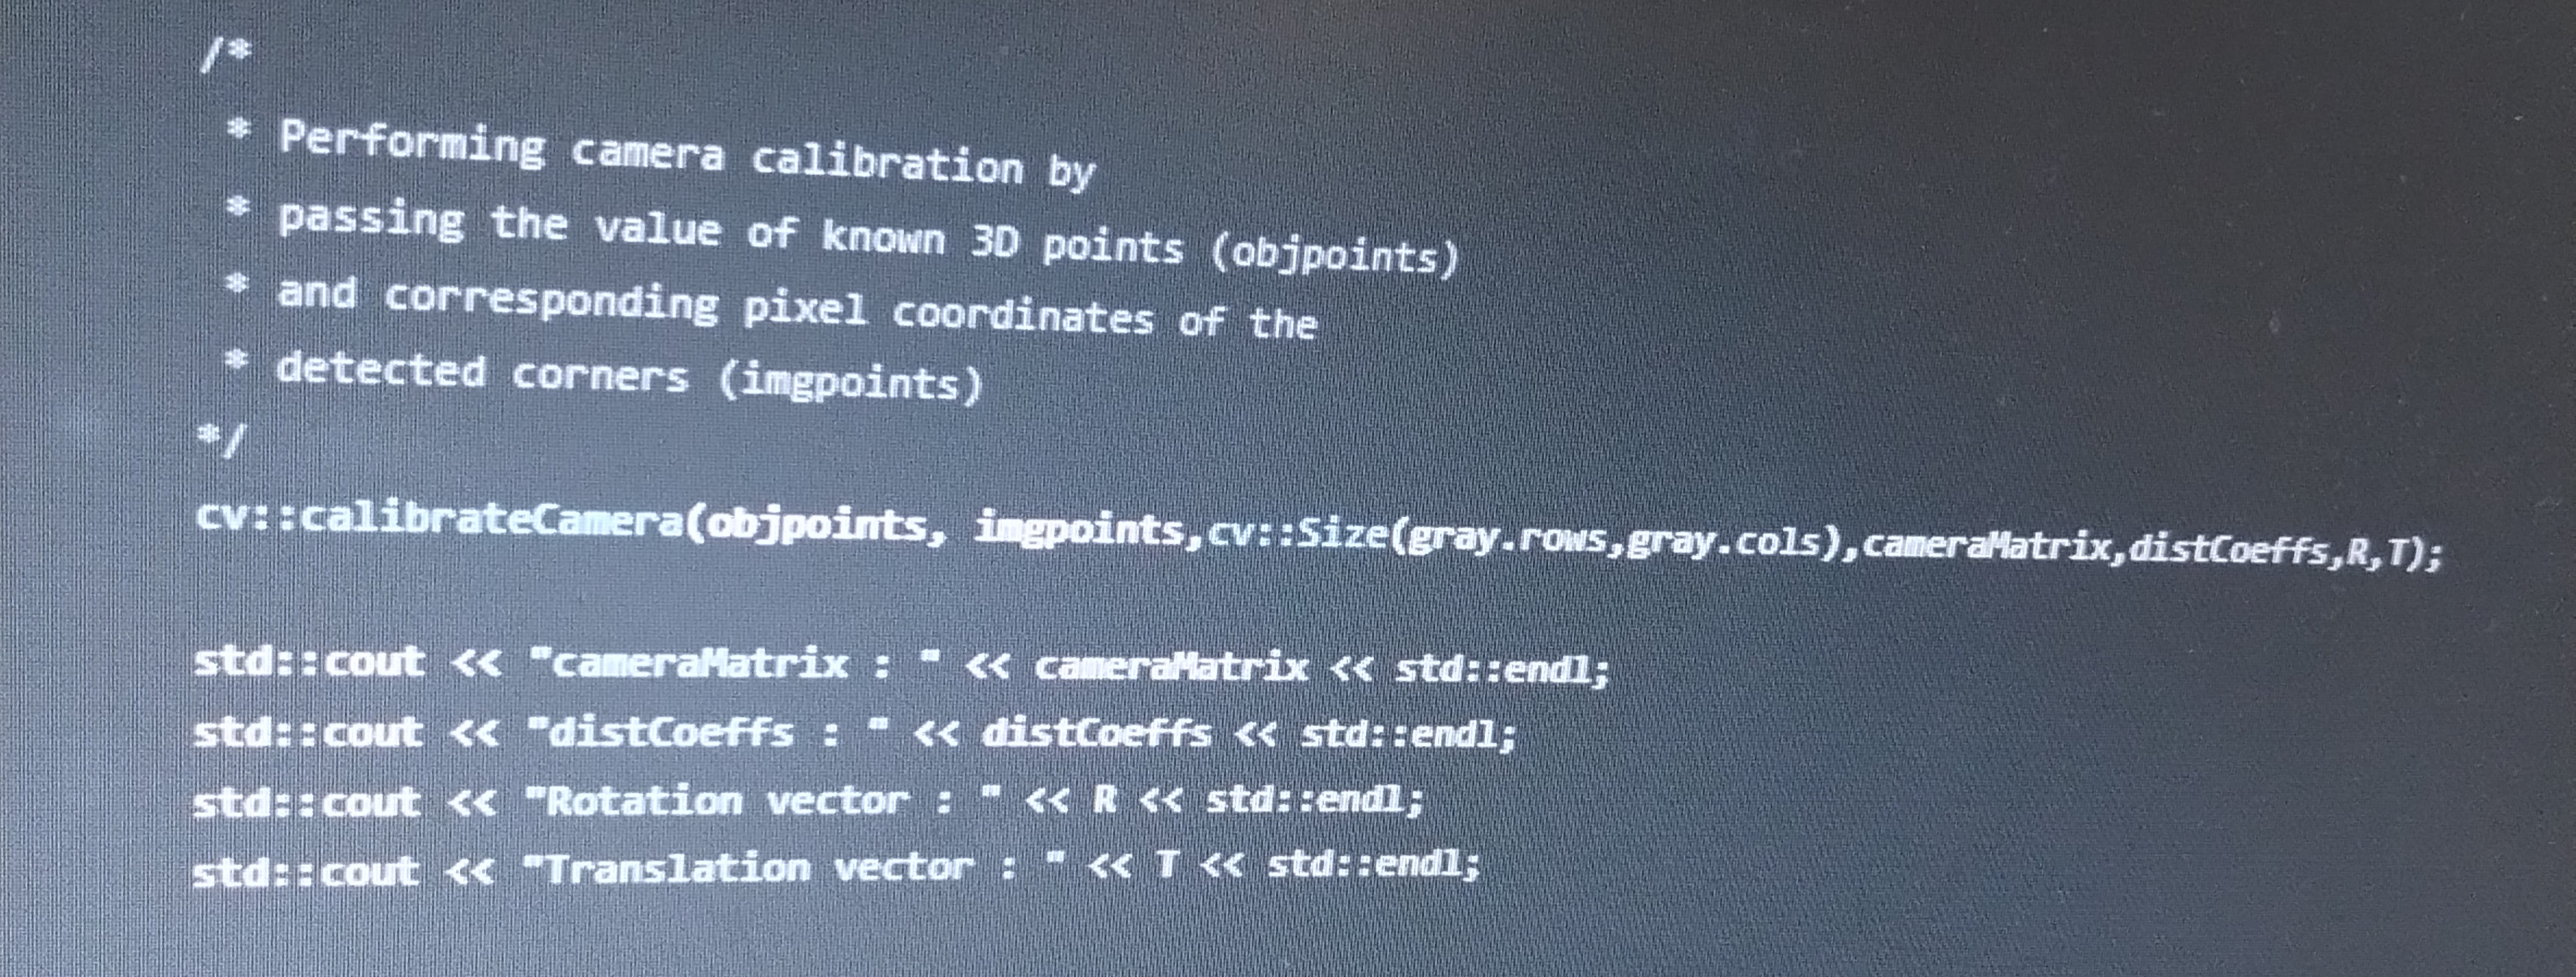 /*
* Performing camera calibration by
* passing the value of known 3D points (objpoints)
* and corresponding pixel coordinates of the
* detected corners (imgpoints)
*/
cv::calibrateCamera(objpoints, imgpoints,cv::Size(gray.rows,gray.cols),cameraMatrix,distCoeffs,R,T);
std::cout << "cameraMatrix : " << cameraMatrix << std::endl;
std::cout << "distCoeffs : " << distCoeffs << std::endl;
std::cout << "Rotation vector : " << R << std::endl;
std::cout << "Translation vector : " << T << std::endl;